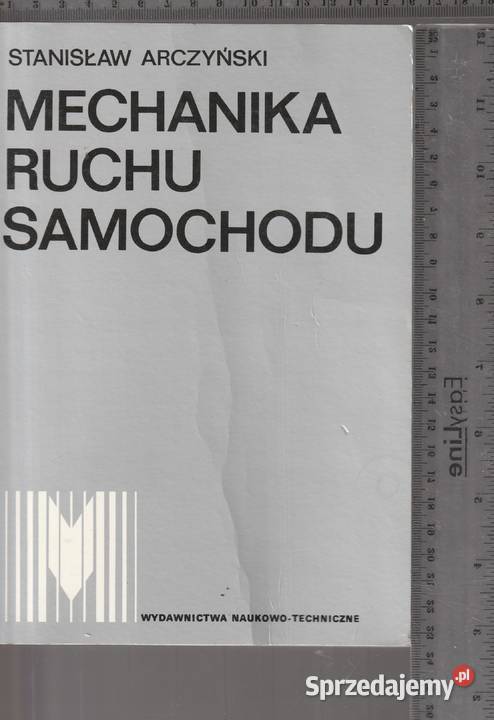 STANISŁAW ARCZYŃSKI
MECHANIKA
RUCHU
SAMOCHODU
EasyLine
WYDAWNICTWA NAUKOWO-TECHNICZNE
Sprzedajemy.pl